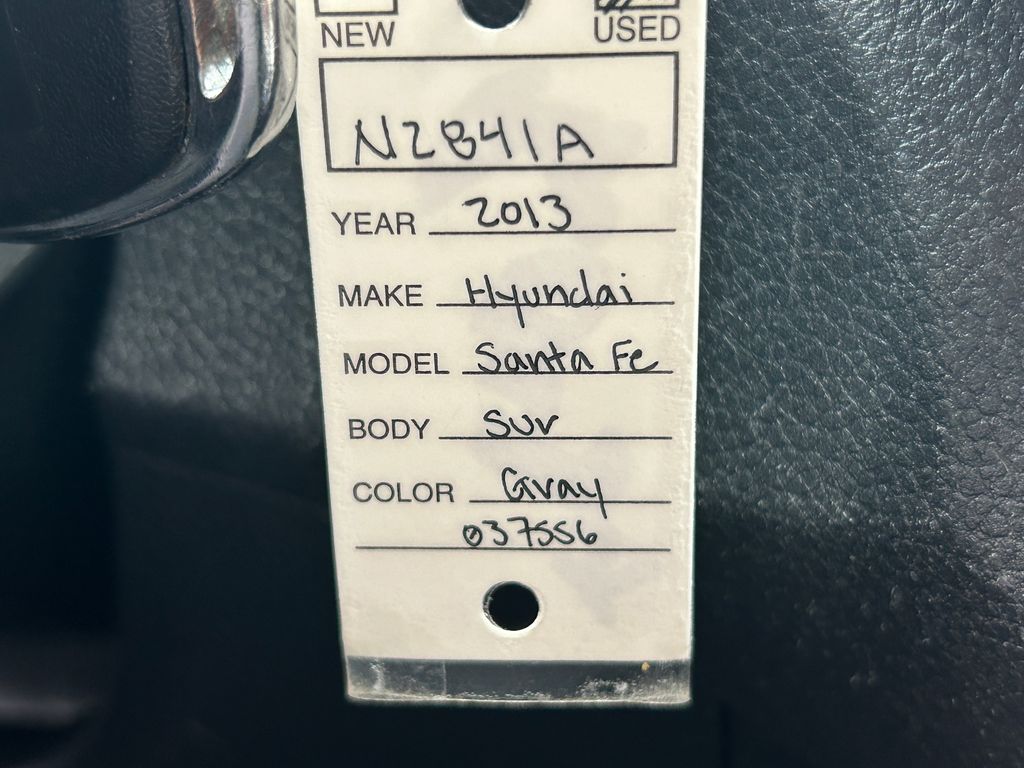 NEW USED
N2841A
YEAR 2013
MAKE Hyundai
MODEL Santa Fe
BODY SUV
COLOR Gray
037556